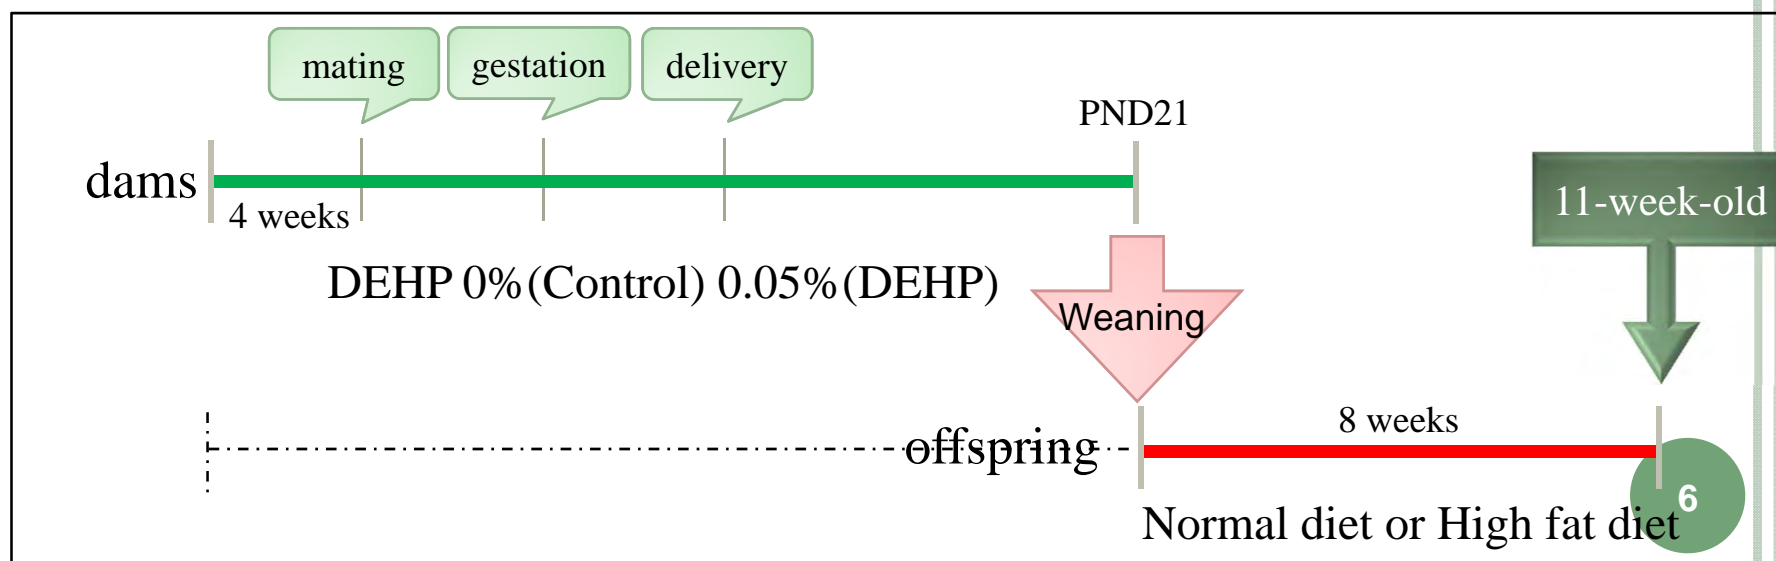 mating
gestation
delivery
PND21
dams
4 weeks
11-week-old
DEHP 0%(Control) 0.05%(DEHP)
Weaning
8 weeks
offspring
6
Normal diet or High fat diet